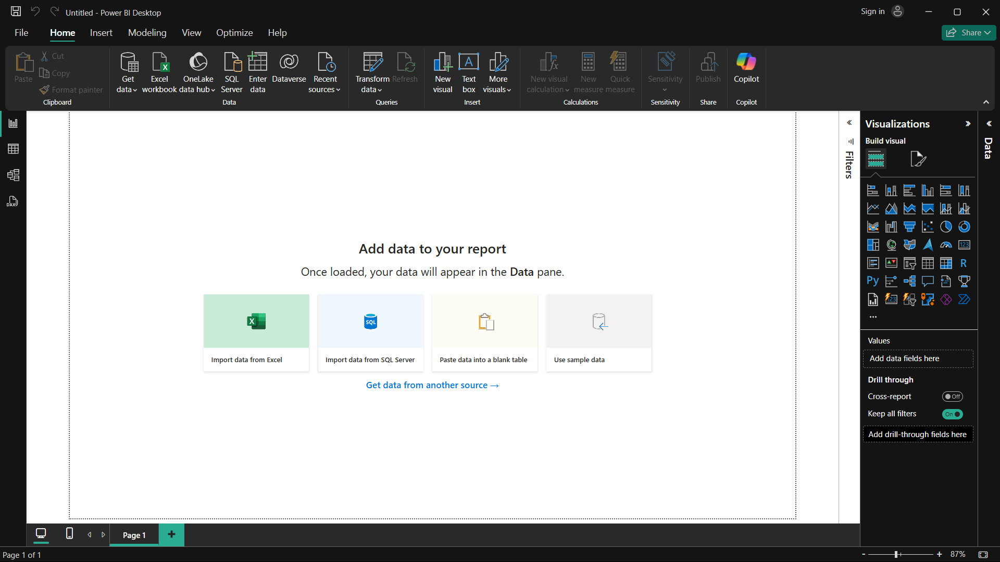 Untitled - Power BI Desktop
Sign in
File Home Insert Modeling View Optimize Help
Share
Paste
Cut
Copy
Format painter
Clipboard
Get data
Excel workbook
OneLake data hub
SQL Server
Enter data
Dataverse
Recent sources
Data
Transform data
Refresh
Queries
New visual
A
Text box
More visuals
Insert
New visual calculation
New measure
Quick measure
Calculations
Sensitivity
Sensitivity
Publish
Share
Copilot
Copilot
DAX
Add data to your report
Once loaded, your data will appear in the Data pane.
SQL
Import data from Excel
Import data from SQL Server
Paste data into a blank table
Use sample data
Get data from another source →
Filters
Visualizations
Build visual
123
R
Py
123
Values
Add data fields here
Drill through
Cross-report
Off
Keep all filters
On
Add drill-through fields here
Data
Page 1
Page 1 of 1
- + 87%